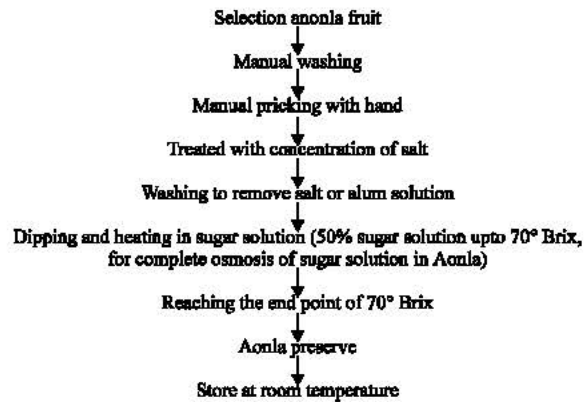 Selection anonla fruit
Manual washing
Manual pricking with hand
Treated with concentration of salt
Washing to remove salt or alum solution
Dipping and heating in sugar solution (50% sugar solution upto 70° Brix,
for complete osmosis of sugar solution in Aonla)
Reaching the end point of 70° Brix
Aonla preserve
Store at room temperature